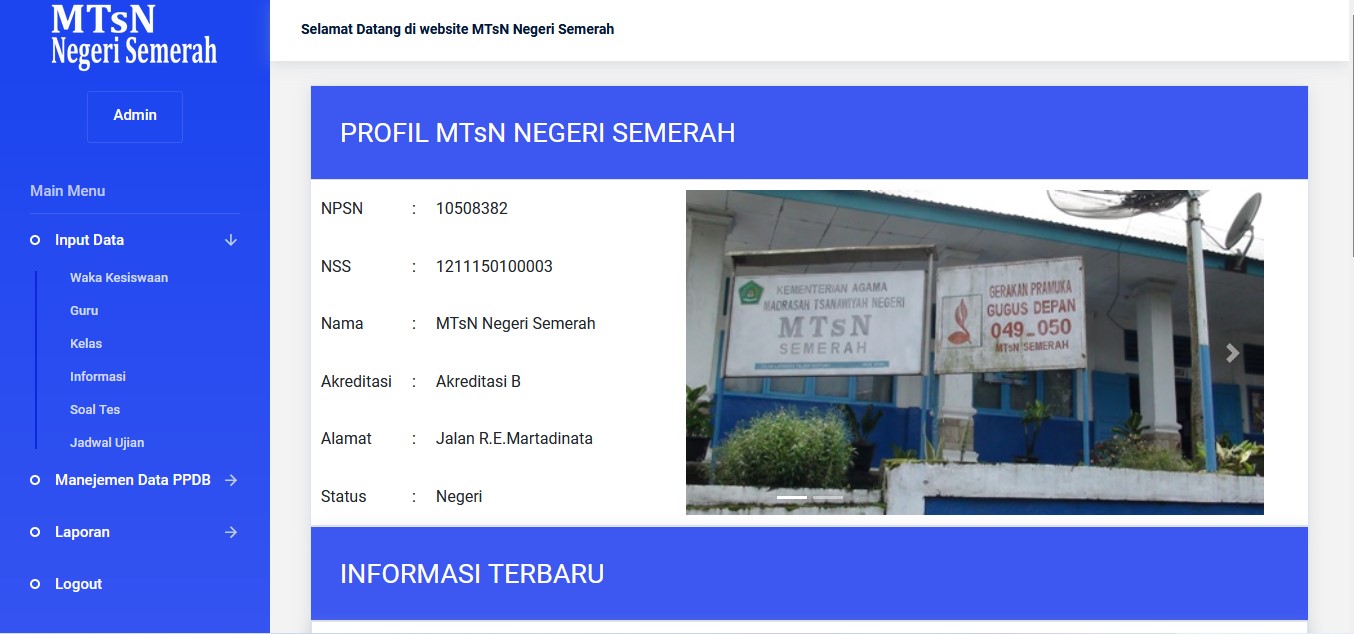 MTsN
Negeri Semerah
Admin
Main Menu
Input Data
Waka Kesiswaan
Guru
Kelas
Informasi
Soal Tes
Jadwal Ujian
Manejemen Data PPDB
Laporan
Logout
Selamat Datang di website MTsN Negeri Semerah
PROFIL MTsN NEGERI SEMERAH
NPSN : 10508382
NSS : 1211150100003
Nama : MTsN Negeri Semerah
Akreditasi : Akreditasi B
Alamat : Jalan R.E.Martadinata
Status : Negeri
KEMENTERIAN AGAMA
MADRASAH TSANAWIYAH NEGERI
MTsN
SEMERAH
GERAKAN PRAMUKA
GUGUS DEPAN
049_050
MTsN SEMERAH
INFORMASI TERBARU